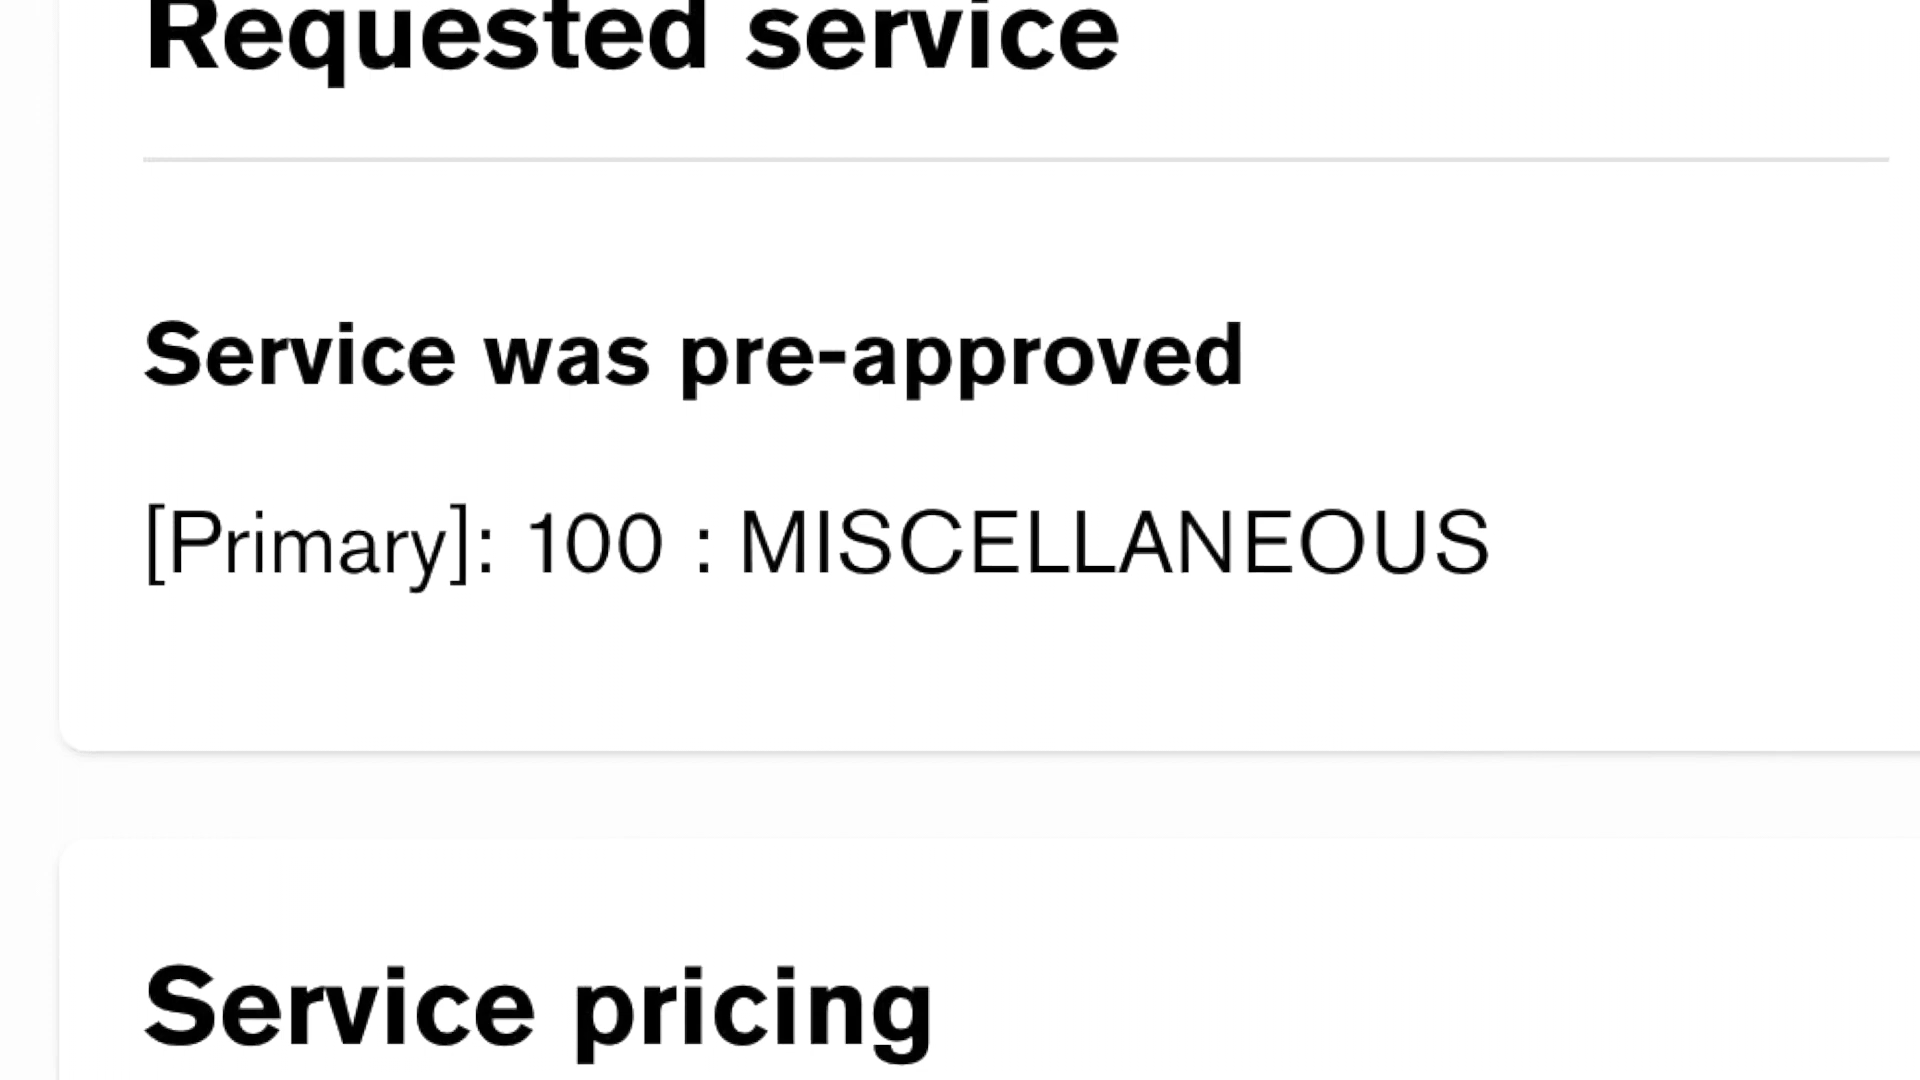 Requested service
Service was pre-approved
[Primary]: 100 : MISCELLANEOUS
Service pricing